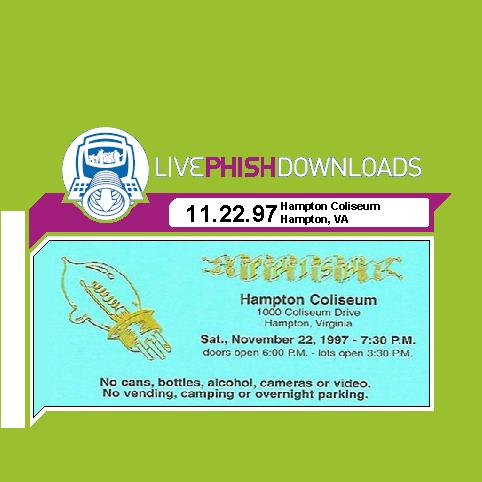 LIVEPHISHDOWNLOADS
11.22.97
Hampton Coliseum
Hampton, VA
Hampton Coliseum
1000 Coliseum Drive
Hampton, Virginia
Sat., November 22, 1997 - 7:30 P.M.
doors open 6:00 P.M. - lots open 3:30 P.M.
No cans, bottles, alcohol, cameras or video.
No vending, camping or overnight parking.